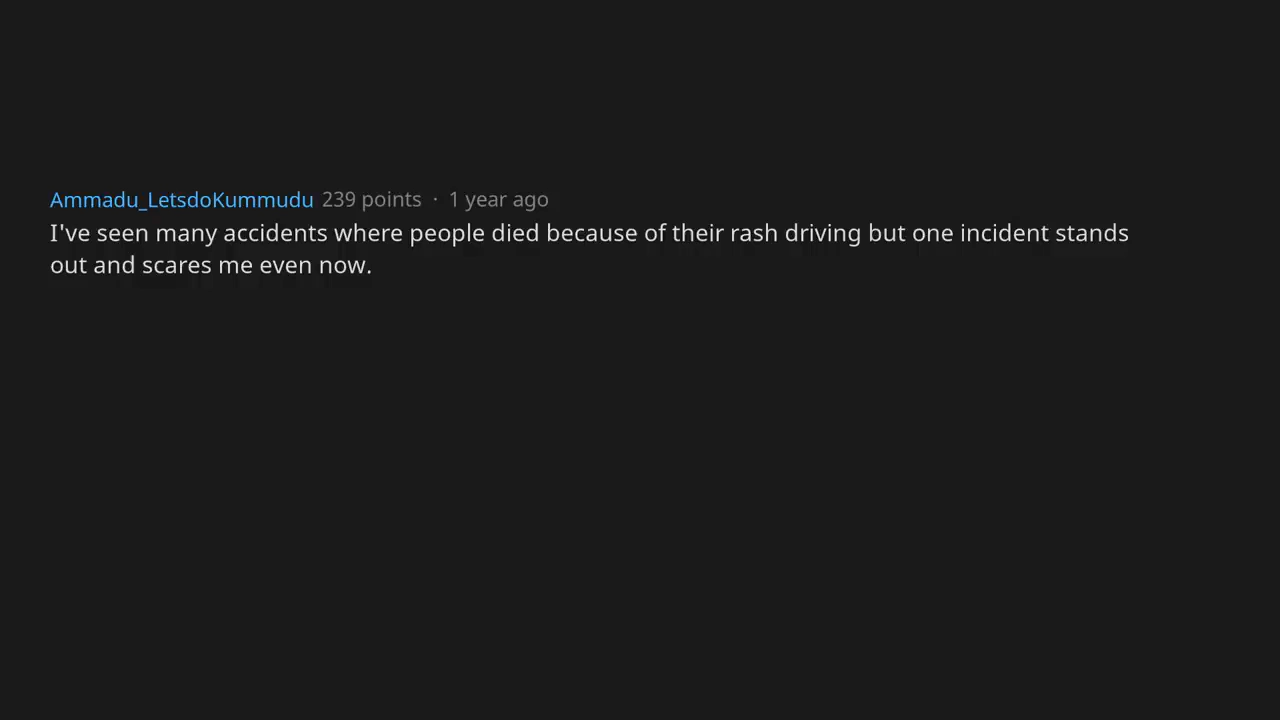 Ammadu_LetsdoKummudu 239 points · 1 year ago
I've seen many accidents where people died because of their rash driving but one incident stands
out and scares me even now.